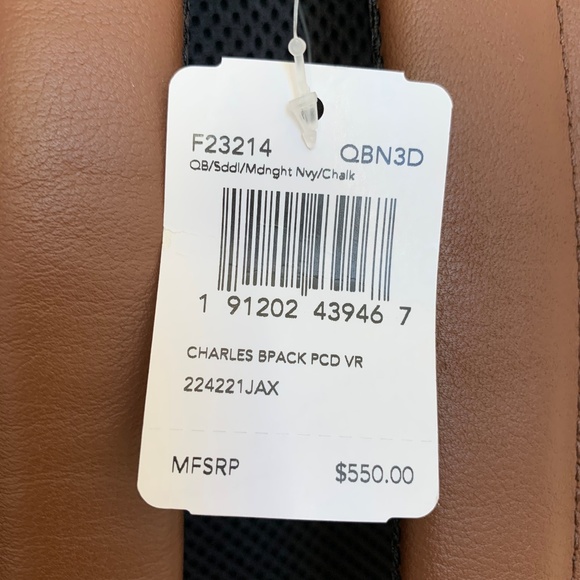 F23214 QBN3D
QB/Sddl/Mdnght Nvy/Chalk
1 91202 43946 7
CHARLES BPACK PCD VR
224221JAX
MFSRP $550.00